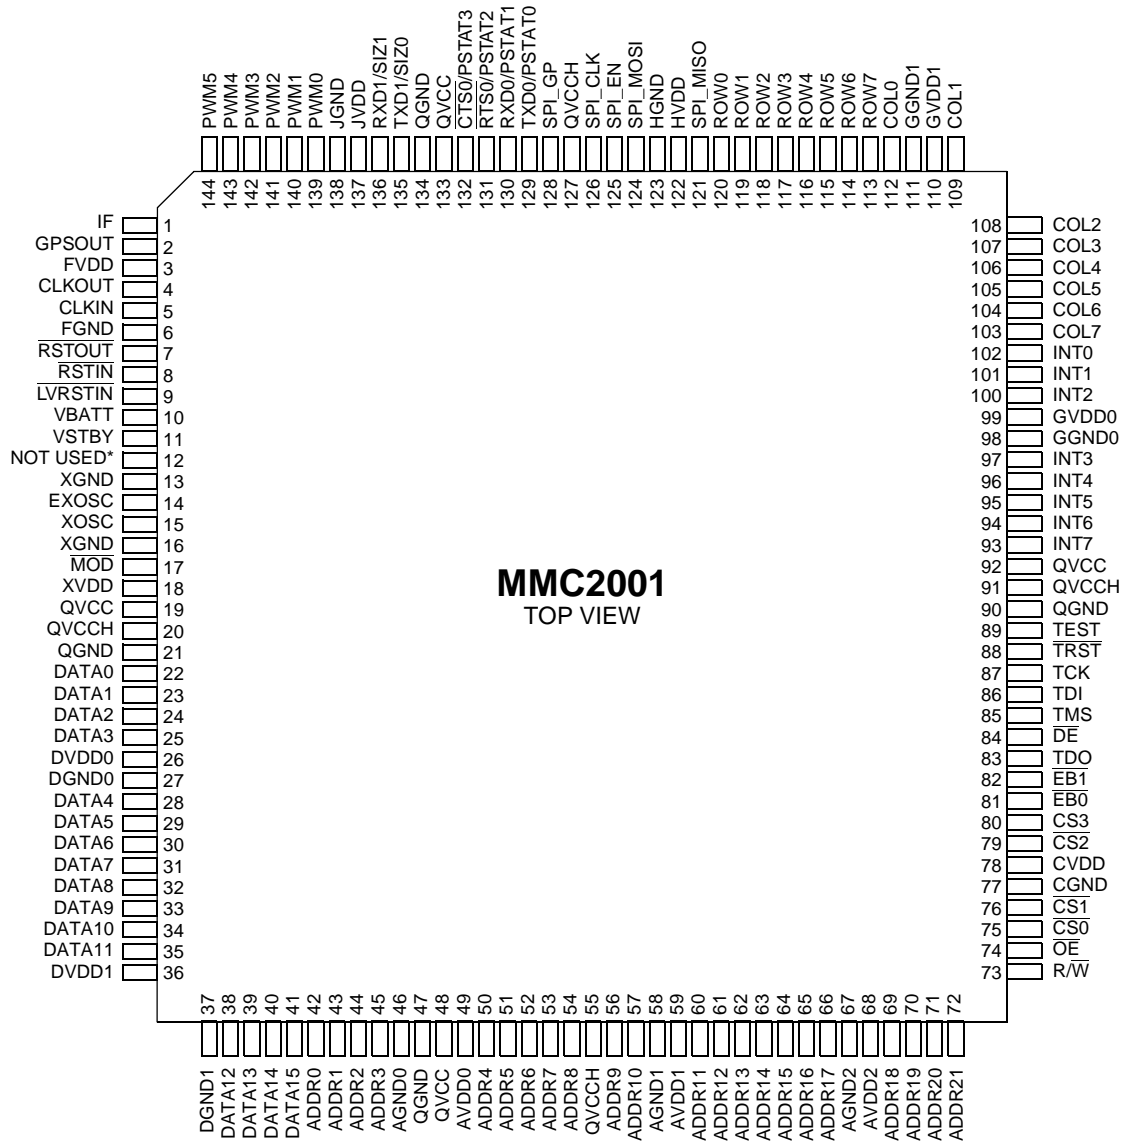 PWM5
PWM4
PWM3
PWM2
PWM1
PWM0
JGND
JVDD
RXD1/SIZ1
TXD1/SIZ0
QGND
QVCC
CTS0/PSTAT3
RTS0/PSTAT2
RXD0/PSTAT1
TXD0/PSTAT0
SPI_GP
QVCCH
SPI_CLK
SPI_EN
SPI_MOSI
HGND
HVDD
SPI_MISO
ROW0
ROW1
ROW2
ROW3
ROW4
ROW5
ROW6
ROW7
COL0
GGND1
GVDD1
COL1
144
143
142
141
140
139
138
137
136
135
134
133
132
131
130
129
128
127
126
125
124
123
122
121
120
119
118
117
116
115
114
113
112
111
110
109
IF 1
GPSOUT 2
FVDD 3
CLKOUT 4
CLKIN 5
FGND 6
RSTOUT 7
RSTIN 8
LVRSTIN 9
VBATT 10
VSTBY 11
NOT USED* 12
XGND 13
EXOSC 14
XOSC 15
XGND 16
MOD 17
XVDD 18
QVCC 19
QVCCH 20
QGND 21
DATA0 22
DATA1 23
DATA2 24
DATA3 25
DVDD0 26
DGND0 27
DATA4 28
DATA5 29
DATA6 30
DATA7 31
DATA8 32
DATA9 33
DATA10 34
DATA11 35
DVDD1 36
MMC2001
TOP VIEW
108 COL2
107 COL3
106 COL4
105 COL5
104 COL6
103 COL7
102 INT0
101 INT1
100 INT2
99 GVDD0
98 GGND0
97 INT3
96 INT4
95 INT5
94 INT6
93 INT7
92 QVCC
91 QVCCH
90 QGND
89 TEST
88 TRST
87 TCK
86 TDI
85 TMS
84 DE
83 TDO
82 EB1
81 EB0
80 CS3
79 CS2
78 CVDD
77 CGND
76 CS1
75 CS0
74 OE
73 R/W
37
38
39
40
41
42
43
44
45
46
47
48
49
50
51
52
53
54
55
56
57
58
59
60
61
62
63
64
65
66
67
68
69
70
71
72
DGND1
DATA12
DATA13
DATA14
DATA15
ADDR0
ADDR1
ADDR2
ADDR3
AGND0
QGND
QVCC
AVDD0
ADDR4
ADDR5
ADDR6
ADDR7
ADDR8
QVCCH
ADDR9
ADDR10
AGND1
AVDD1
ADDR11
ADDR12
ADDR13
ADDR14
ADDR15
ADDR16
ADDR17
AGND2
AVDD2
ADDR18
ADDR19
ADDR20
ADDR21